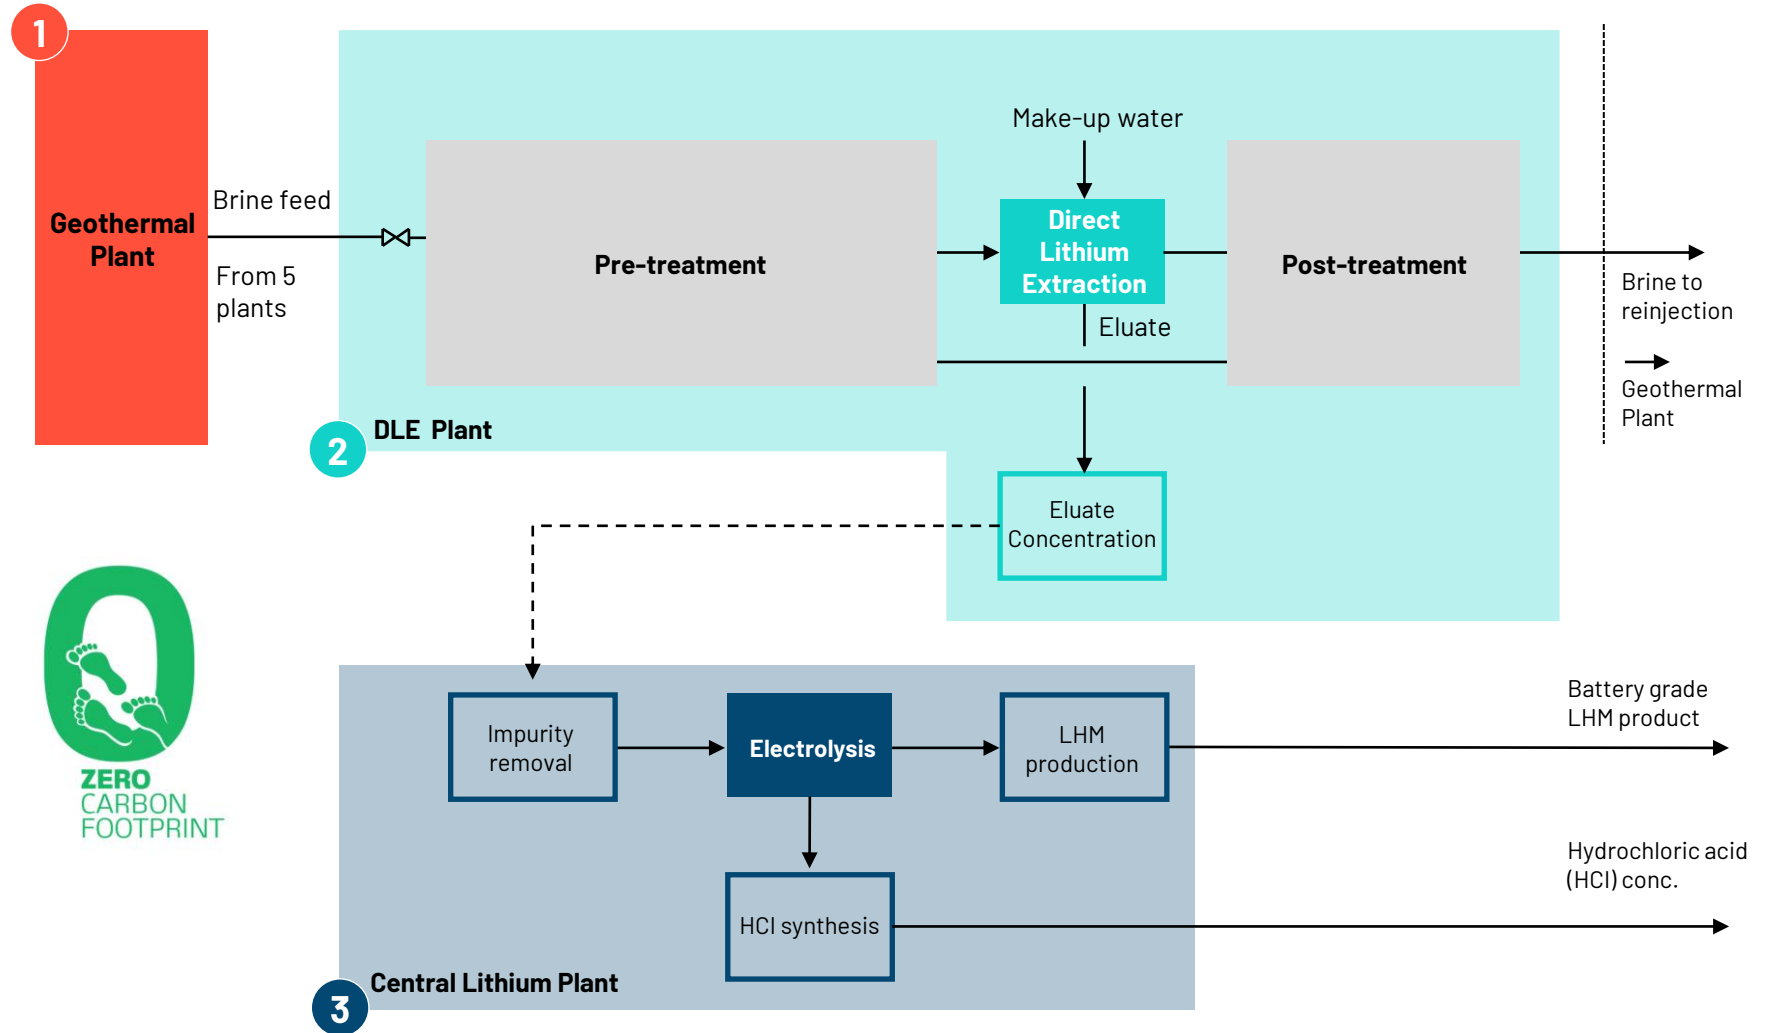 1
Geothermal
Plant
Brine feed
From 5
plants
Make-up water
Pre-treatment
Direct
Lithium
Extraction
Eluate
Post-treatment
Brine to
reinjection
Geothermal
Plant
2
DLE Plant
Eluate
Concentration
ZERO
CARBON
FOOTPRINT
Impurity
removal
Electrolysis
LHM
production
Battery grade
LHM product
HCl synthesis
Hydrochloric acid
(HCl) conc.
3
Central Lithium Plant